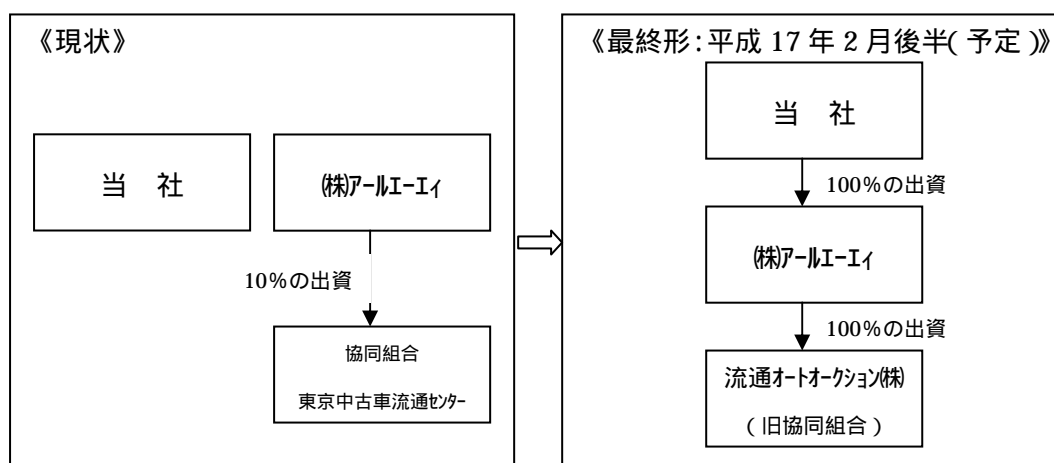 《現状》
当 社
㈱ｱｰﾙｴｰｴｨ
10%の出資
協同組合
東京中古車流通ｾﾝﾀｰ
《最終形：平成 17 年 2 月後半( 予定 )》
当 社
100%の出資
㈱ｱｰﾙｴｰｴｨ
100%の出資
流通ｵｰﾄｵｰｸｼｮﾝ㈱
( 旧協同組合 )